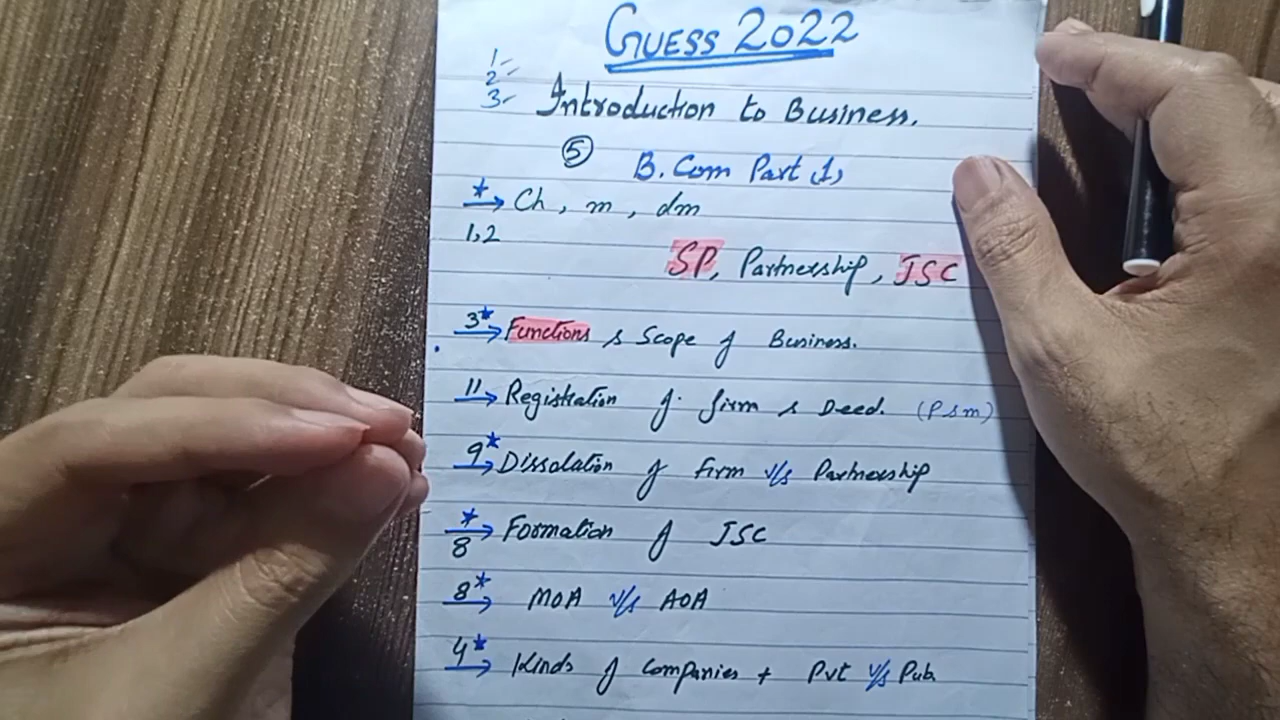 GUESS 2022
1-
2-
3- Introduction to Business.
5 B. Com Part (1)
* Ch, m, dm
1,2
SP, Partnership, JSC
3* Functions & Scope of Business.
11 Registration of firm & Deed. (P s m)
9* Dissolation of firm v/s Partnership
* Formation of JSC
8
8* MOA v/s AOA
4* Kinds of Companies + Pvt v/s Pub.